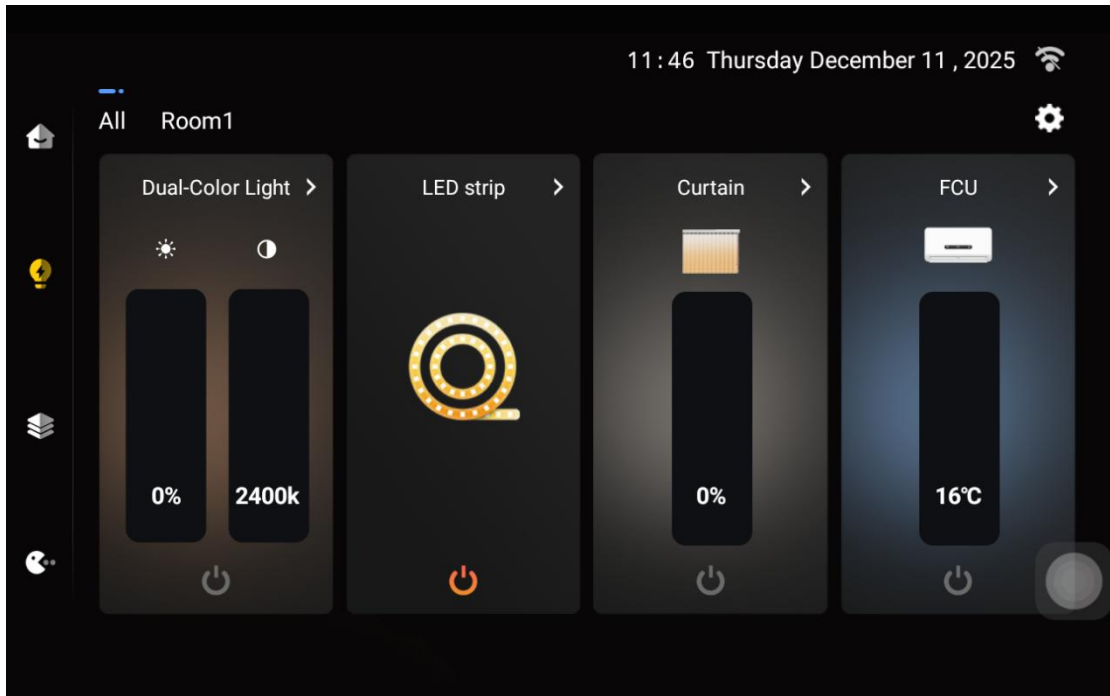 11:46 Thursday December 11 , 2025
All Room1
Dual-Color Light
LED strip
Curtain
FCU
0%
2400k
0%
16℃